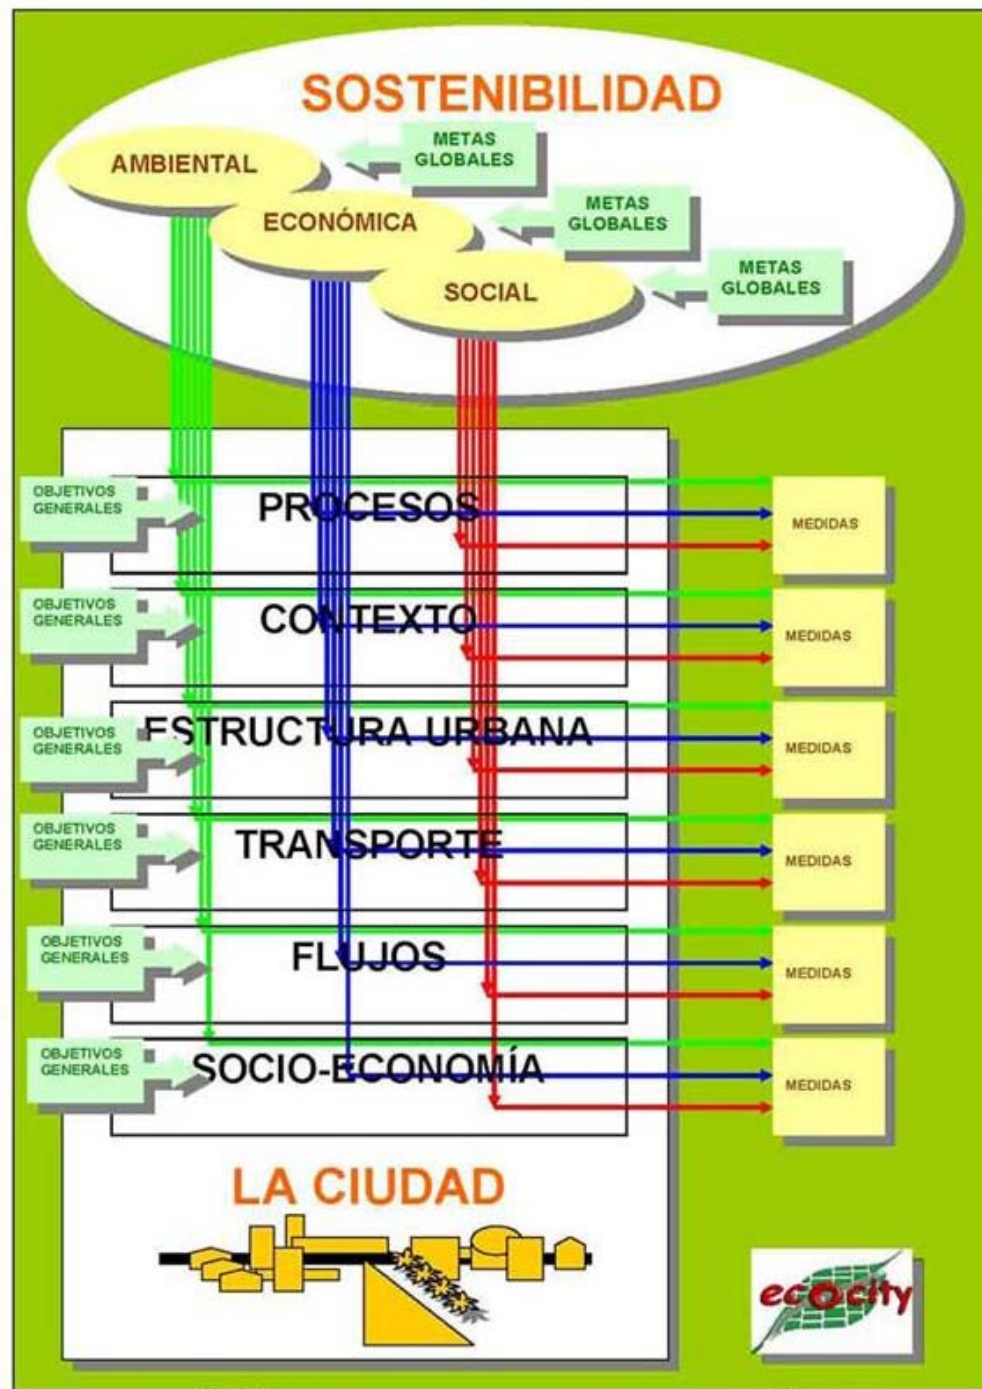 SOSTENIBILIDAD
AMBIENTAL
METAS
GLOBALES
ECONÓMICA
METAS
GLOBALES
SOCIAL
METAS
GLOBALES
OBJETIVOS
GENERALES
PROCESOS
MEDIDAS
OBJETIVOS
GENERALES
CONTEXTO
MEDIDAS
OBJETIVOS
GENERALES
ESTRUCTURA URBANA
MEDIDAS
OBJETIVOS
GENERALES
TRANSPORTE
MEDIDAS
OBJETIVOS
GENERALES
FLUJOS
MEDIDAS
OBJETIVOS
GENERALES
SOCIO-ECONOMÍA
MEDIDAS
LA CIUDAD
ecocity